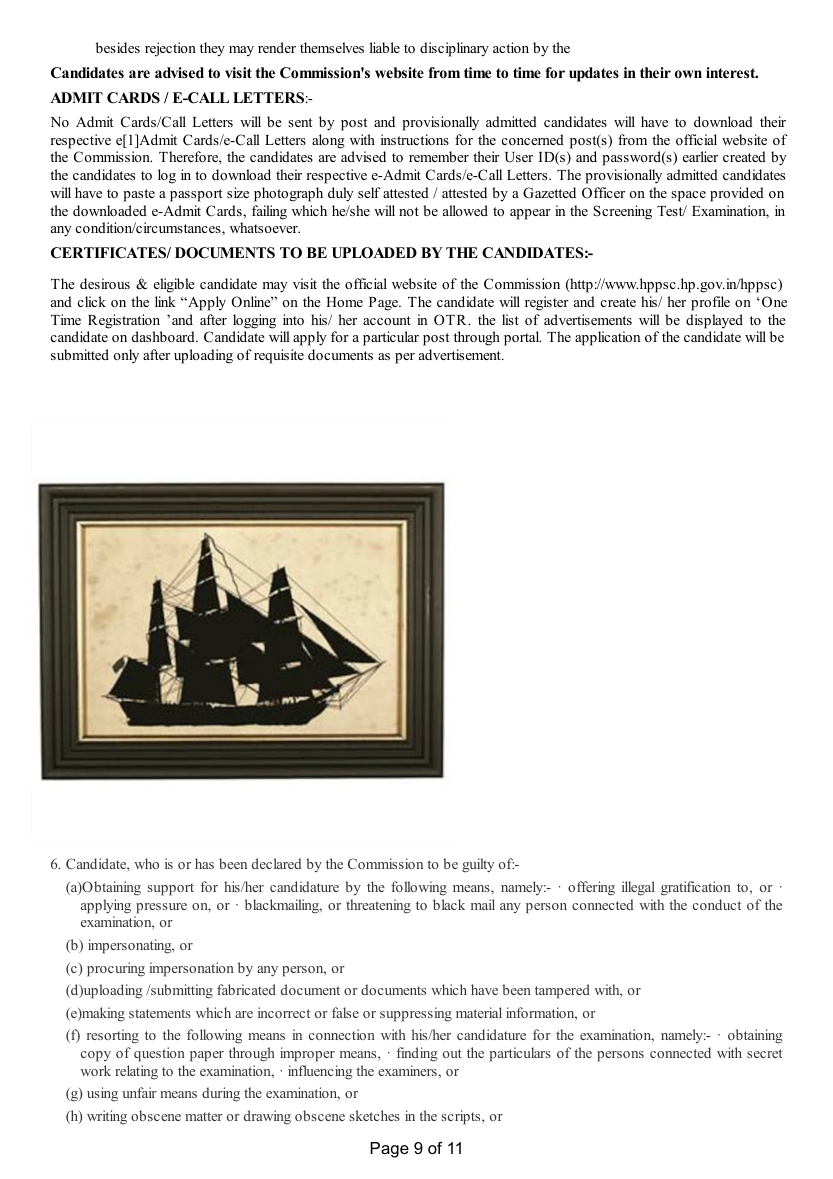 besides rejection they may render themselves liable to disciplinary action by the
Candidates are advised to visit the Commission's website from time to time for updates in their own interest.
ADMIT CARDS / E-CALL LETTERS:-
No Admit Cards/Call Letters will be sent by post and provisionally admitted candidates will have to download their
respective e[1]Admit Cards/e-Call Letters along with instructions for the concerned post(s) from the official website of
the Commission. Therefore, the candidates are advised to remember their User ID(s) and password(s) earlier created by
the candidates to log in to download their respective e-Admit Cards/e-Call Letters. The provisionally admitted candidates
will have to paste a passport size photograph duly self attested / attested by a Gazetted Officer on the space provided on
the downloaded e-Admit Cards, failing which he/she will not be allowed to appear in the Screening Test/ Examination, in
any condition/circumstances, whatsoever.
CERTIFICATES/ DOCUMENTS TO BE UPLOADED BY THE CANDIDATES:-
The desirous & eligible candidate may visit the official website of the Commission (http://www.hppsc.hp.gov.in/hppsc)
and click on the link “Apply Online” on the Home Page. The candidate will register and create his/ her profile on ‘One
Time Registration ’and after logging into his/ her account in OTR. the list of advertisements will be displayed to the
candidate on dashboard. Candidate will apply for a particular post through portal. The application of the candidate will be
submitted only after uploading of requisite documents as per advertisement.
6. Candidate, who is or has been declared by the Commission to be guilty of:-
(a)Obtaining support for his/her candidature by the following means, namely:- · offering illegal gratification to, or ·
applying pressure on, or · blackmailing, or threatening to black mail any person connected with the conduct of the
examination, or
(b) impersonating, or
(c) procuring impersonation by any person, or
(d)uploading /submitting fabricated document or documents which have been tampered with, or
(e)making statements which are incorrect or false or suppressing material information, or
(f) resorting to the following means in connection with his/her candidature for the examination, namely:- · obtaining
copy of question paper through improper means, · finding out the particulars of the persons connected with secret
work relating to the examination, · influencing the examiners, or
(g) using unfair means during the examination, or
(h) writing obscene matter or drawing obscene sketches in the scripts, or
Page 9 of 11